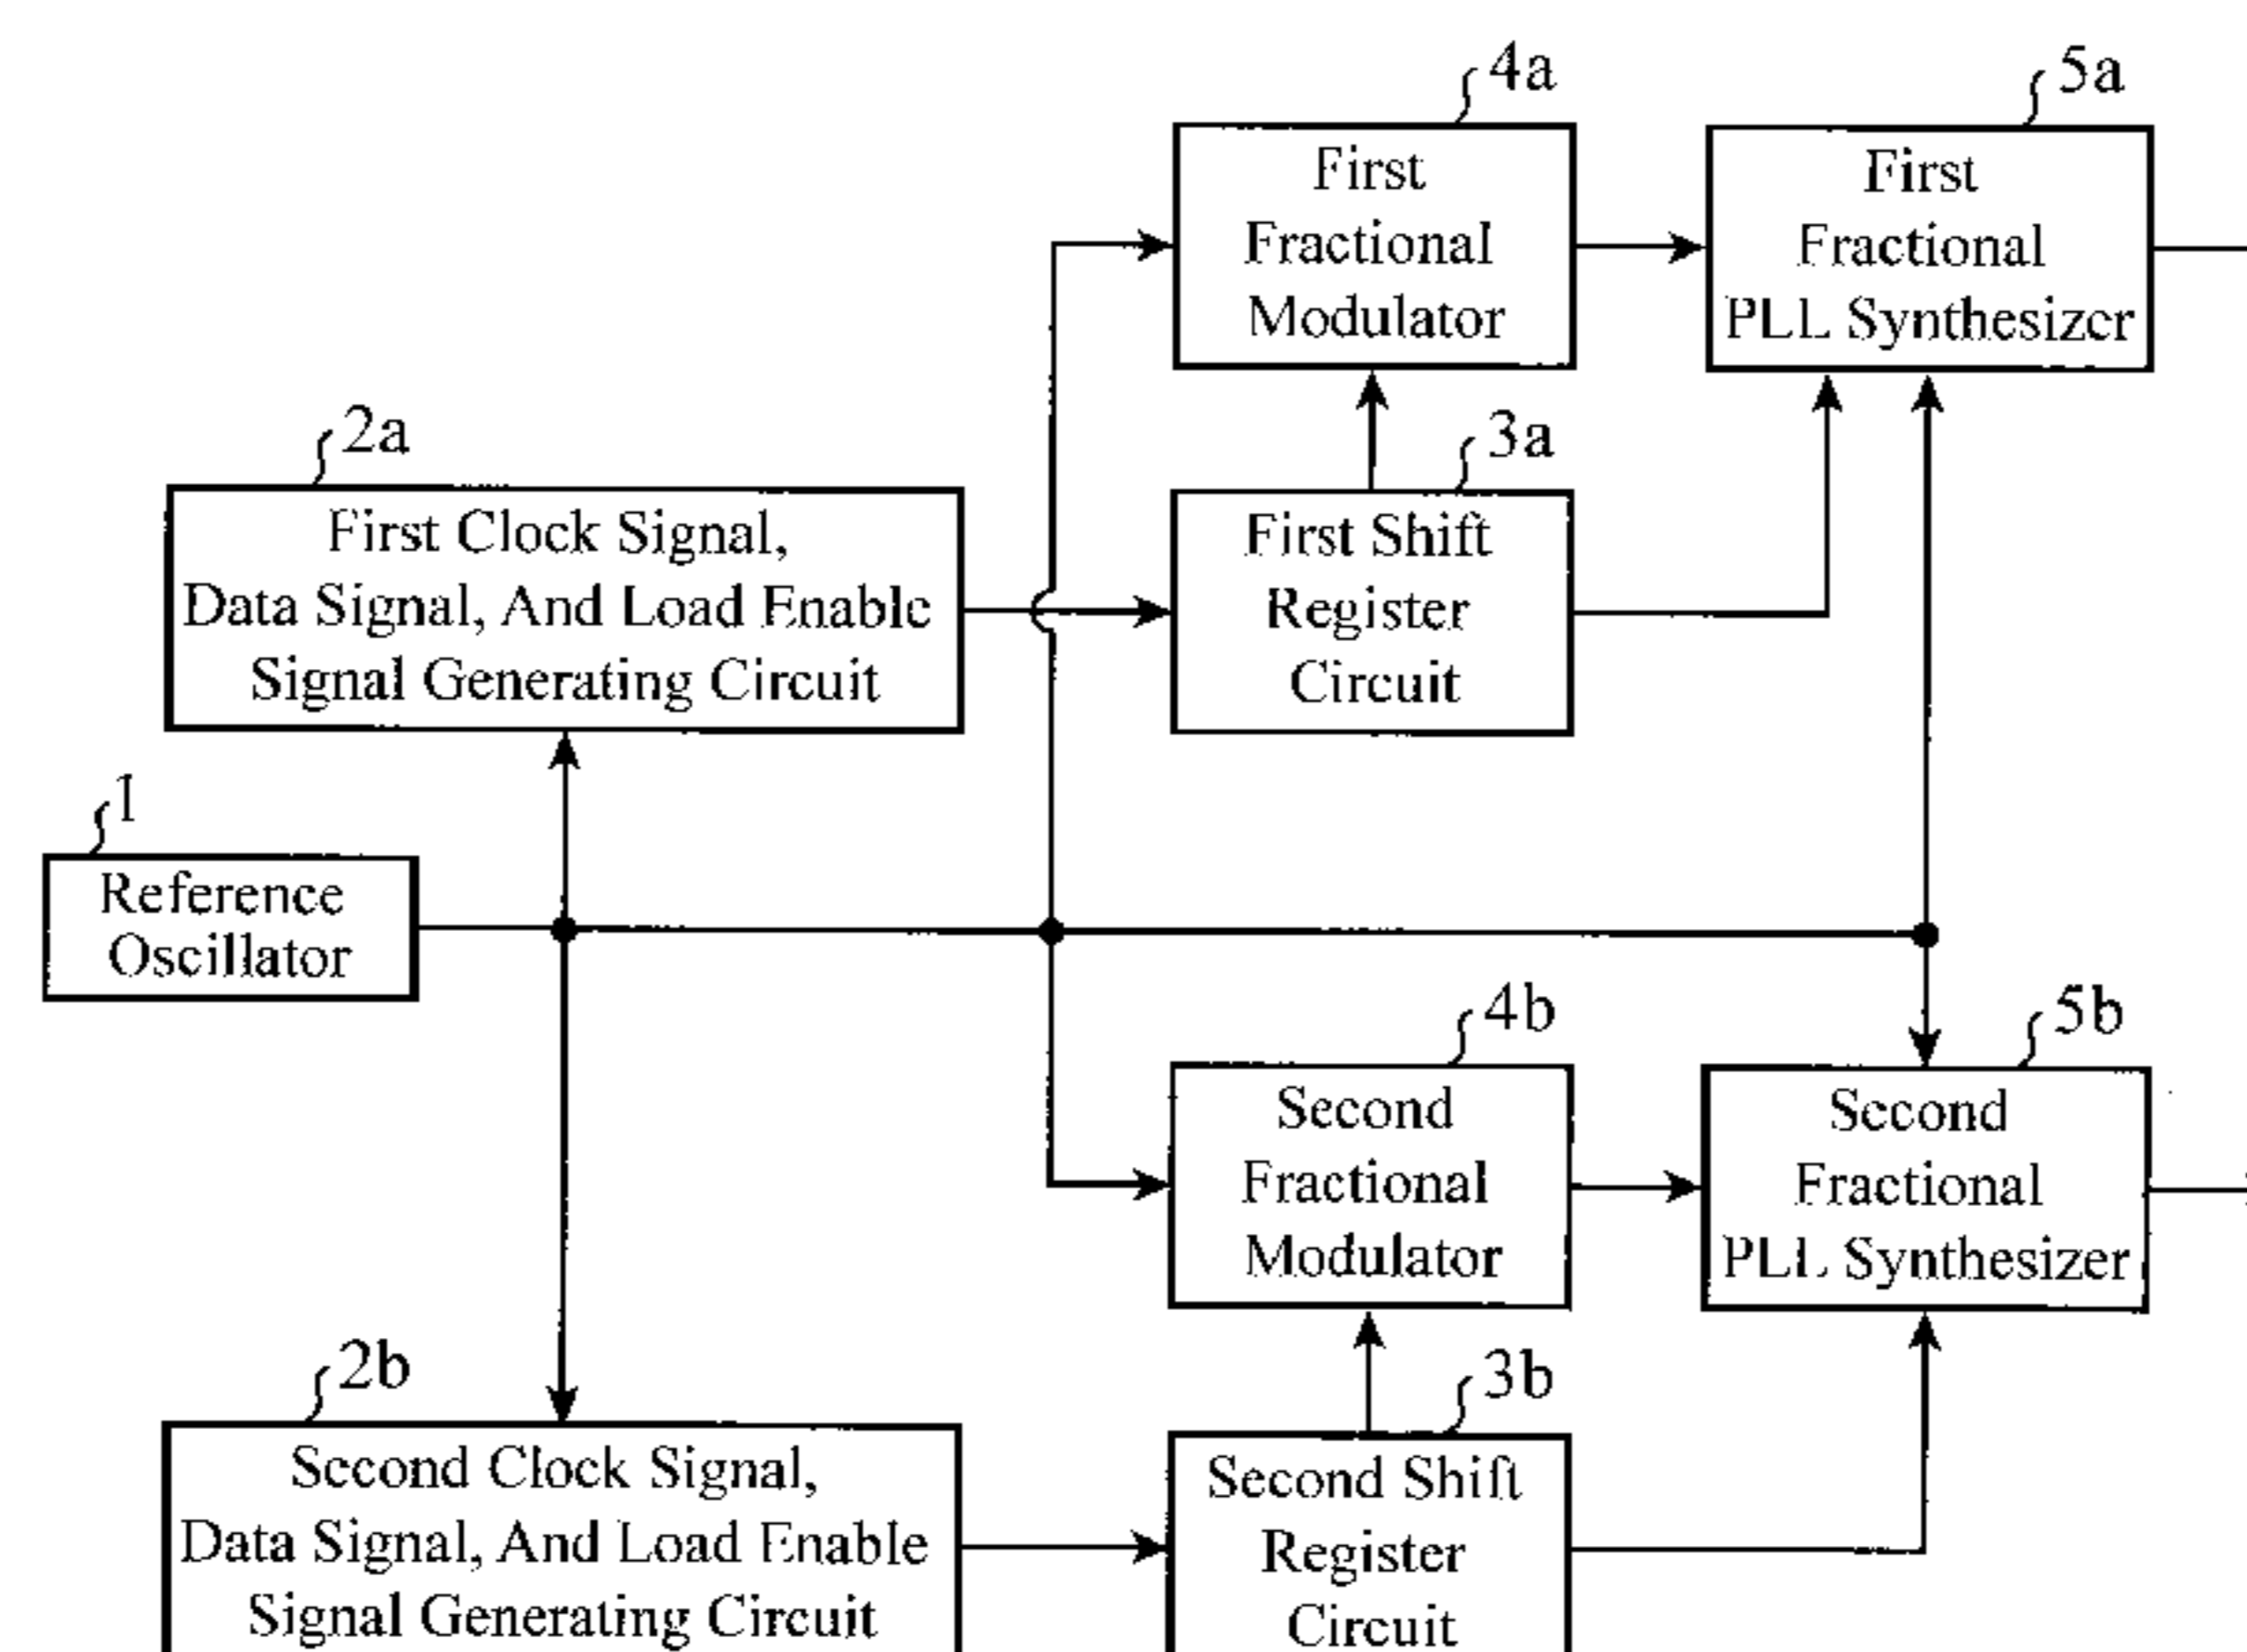 4a
First
Fractional
Modulator
5a
First
Fractional
PLL Synthesizer
2a
First Clock Signal,
Data Signal, And Load Enable
Signal Generating Circuit
3a
First Shift
Register
Circuit
1
Reference
Oscillator
4b
Second
Fractional
Modulator
5b
Second
Fractional
PLL Synthesizer
2b
Second Clock Signal,
Data Signal, And Load Enable
Signal Generating Circuit
3b
Second Shift
Register
Circuit